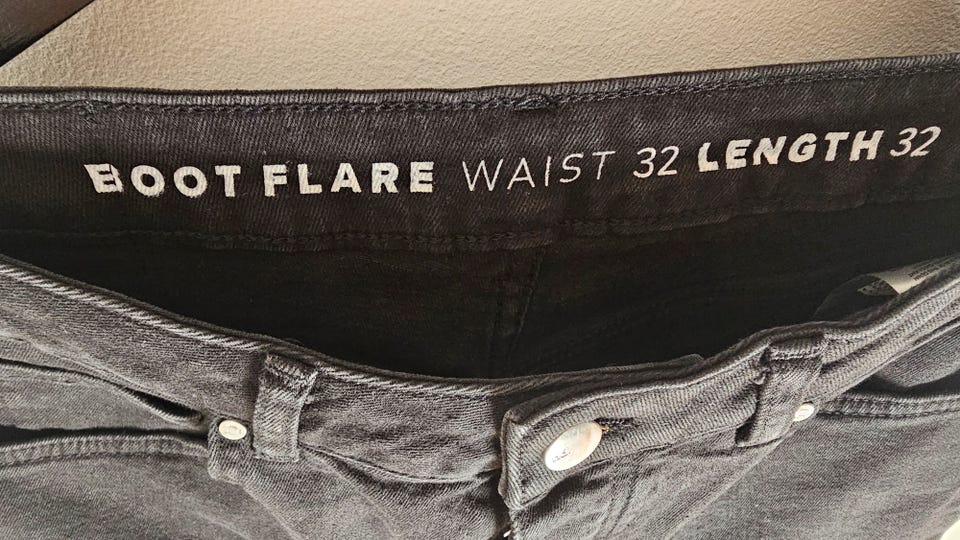 BOOT FLARE WAIST 32 LENGTH 32